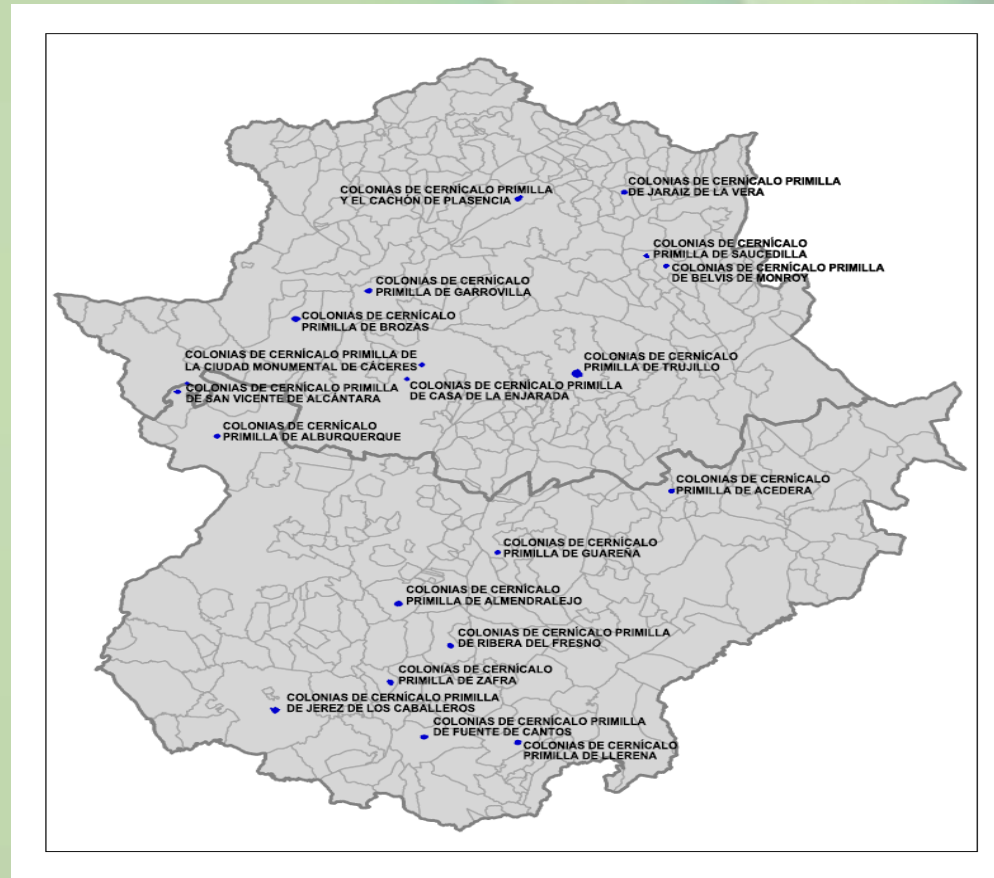 COLONIAS DE CERNÍCALO PRIMILLA
DE JARAIZ DE LA VERA
COLONIAS DE CERNÍCALO PRIMILLA
Y EL CACHÓN DE PLASENCIA
COLONIAS DE CERNÍCALO
PRIMILLA DE SAUCEDILLA
COLONIAS DE CERNÍCALO PRIMILLA
DE BELVIS DE MONROY
COLONIAS DE CERNÍCALO
PRIMILLA DE GARROVILLA
COLONIAS DE CERNÍCALO
PRIMILLA DE BROZAS
COLONIAS DE CERNÍCALO PRIMILLA DE
LA CIUDAD MONUMENTAL DE CÁCERES
COLONIAS DE CERNÍCALO
PRIMILLA DE TRUJILLO
COLONIAS DE CERNÍCALO PRIMILLA
DE CASA DE LA ENJARADA
COLONIAS DE CERNÍCALO PRIMILLA
DE SAN VICENTE DE ALCÁNTARA
COLONIAS DE CERNÍCALO
PRIMILLA DE ALBURQUERQUE
COLONIAS DE CERNÍCALO
PRIMILLA DE ACEDERA
COLONIAS DE CERNÍCALO
PRIMILLA DE GUAREÑA
COLONIAS DE CERNÍCALO
PRIMILLA DE ALMENDRALEJO
COLONIAS DE CERNÍCALO PRIMILLA
DE RIBERA DEL FRESNO
COLONIAS DE CERNÍCALO
PRIMILLA DE ZAFRA
COLONIAS DE CERNÍCALO PRIMILLA
DE JEREZ DE LOS CABALLEROS
COLONIAS DE CERNÍCALO PRIMILLA
DE FUENTE DE CANTOS
COLONIAS DE CERNÍCALO
PRIMILLA DE LLERENA